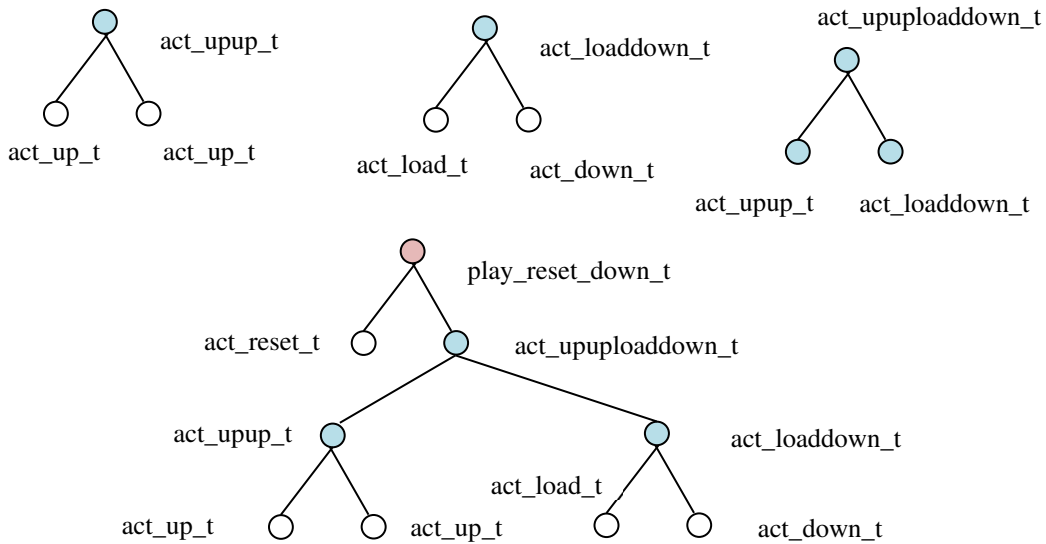 act_upup_t
act_up_t
act_up_t
act_loaddown_t
act_load_t
act_down_t
act_upuploaddown_t
act_upup_t
act_loaddown_t
play_reset_down_t
act_reset_t
act_upuploaddown_t
act_upup_t
act_loaddown_t
act_load_t
act_up_t
act_up_t
act_down_t